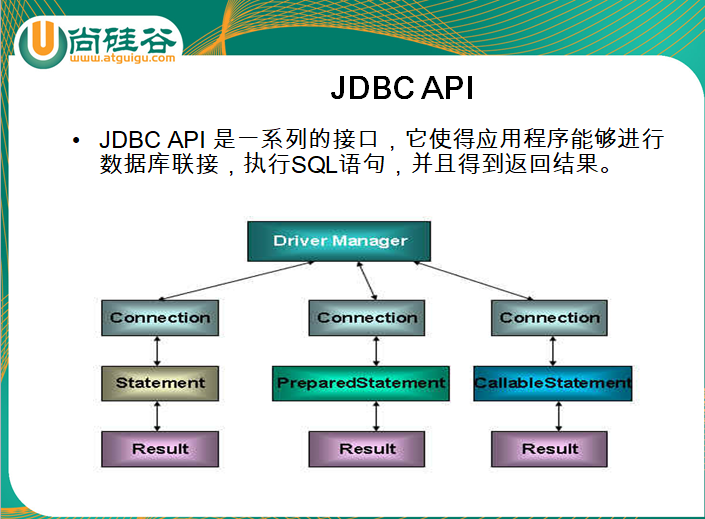 尚硅谷
www.atguigu.com
JDBC API
• JDBC API 是一系列的接口，它使得应用程序能够进行
数据库联接，执行SQL语句，并且得到返回结果。
Driver Manager
Connection Connection Connection
Statement PreparedStatement CallableStatement
Result Result Result